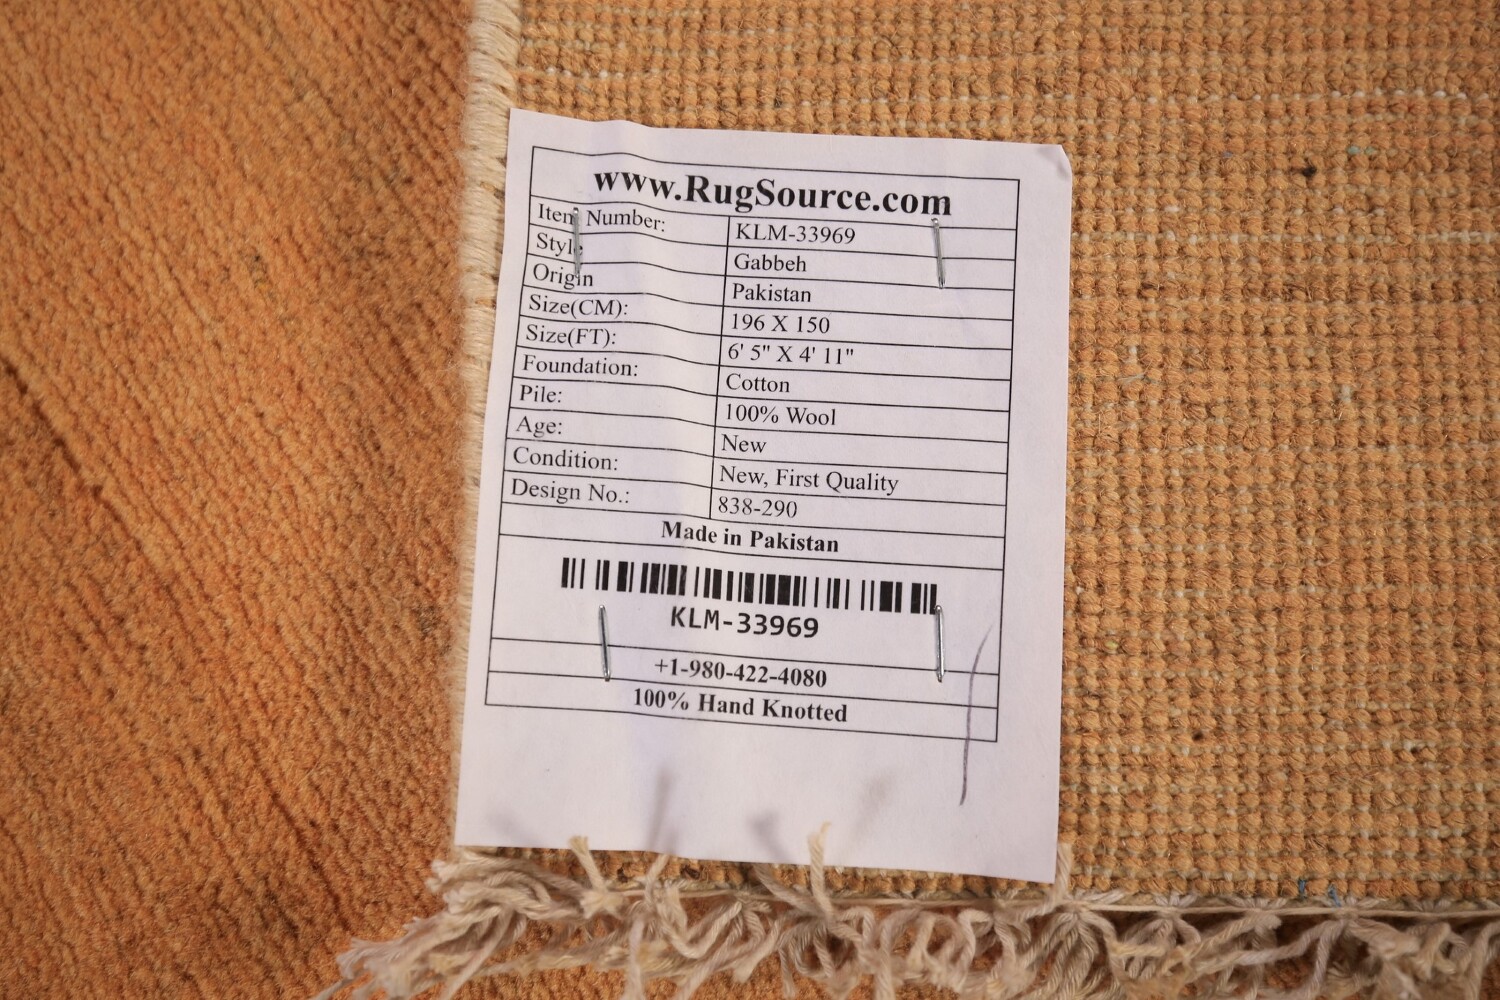 www.RugSource.com
Item Number: KLM-33969
Style Gabbeh
Origin Pakistan
Size(CM): 196 X 150
Size(FT): 6' 5" X 4' 11"
Foundation: Cotton
Pile: 100% Wool
Age: New
Condition: New, First Quality
Design No.: 838-290
Made in Pakistan
KLM-33969
+1-980-422-4080
100% Hand Knotted